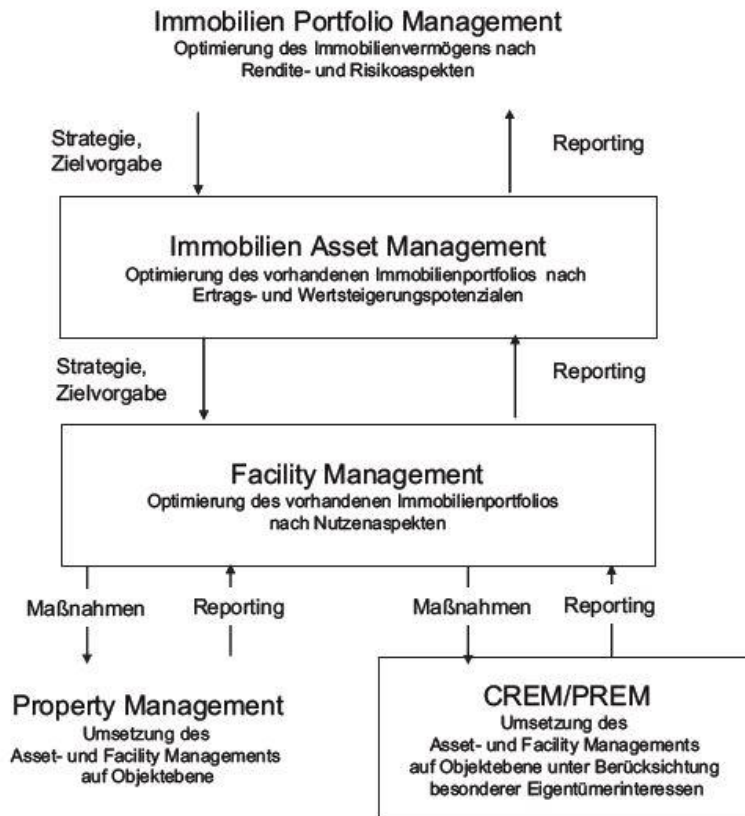 Immobilien Portfolio Management
Optimierung des Immobilienvermögens nach
Rendite- und Risikoaspekten
Strategie,
Zielvorgabe
Reporting
Immobilien Asset Management
Optimierung des vorhandenen Immobilienportfolios nach
Ertrags- und Wertsteigerungspotenzialen
Strategie,
Zielvorgabe
Reporting
Facility Management
Optimierung des vorhandenen Immobilienportfolios
nach Nutzenaspekten
Maßnahmen
Reporting
Maßnahmen
Reporting
Property Management
Umsetzung des
Asset- und Facility Managements
auf Objektebene
CREM/PREM
Umsetzung des
Asset- und Facility Managements
auf Objektebene unter Berücksichtung
besonderer Eigentümerinteressen